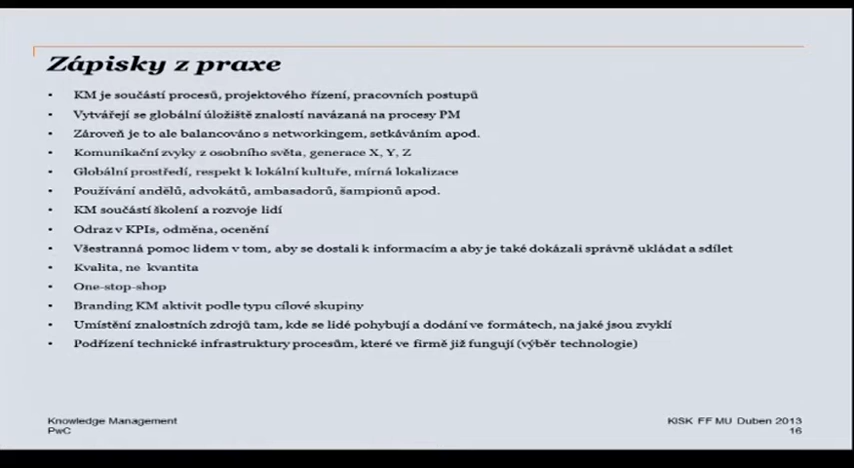 Zápisky z praxe
• KM je součástí procesů, projektového řízení, pracovních postupů
• Vytvářejí se globální úložiště znalostí navázaná na procesy PM
• Zároveň je to ale balancováno s networkingem, setkáváním apod.
• Komunikační zvyky z osobního světa, generace X, Y, Z
• Globální prostředí, respekt k lokální kultuře, mírná lokalizace
• Používání andělů, advokátů, ambasadorů, šampionů apod.
• KM součástí školení a rozvoje lidí
• Odraz v KPIs, odměna, ocenění
• Všestranná pomoc lidem v tom, aby se dostali k informacím a aby je také dokázali správně ukládat a sdílet
• Kvalita, ne kvantita
• One-stop-shop
• Branding KM aktivit podle typu cílové skupiny
• Umístění znalostních zdrojů tam, kde se lidé pohybují a dodání ve formátech, na jaké jsou zvyklí
• Podřízení technické infrastruktury procesům, které ve firmě již fungují (výběr technologie)
Knowledge Management
PwC
KISK FF MU Duben 2013
16